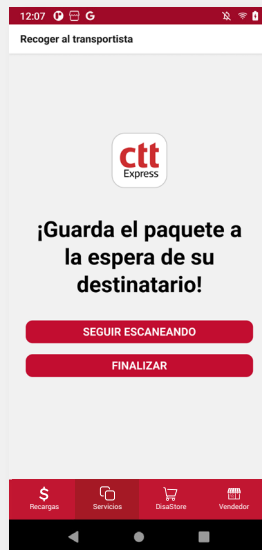 12:07
Recoger al transportista
ctt
Express
¡Guarda el paquete a
la espera de su
destinatario!
SEGUIR ESCANEANDO
FINALIZAR
Recargas
Servicios
DisaStore
Vendedor